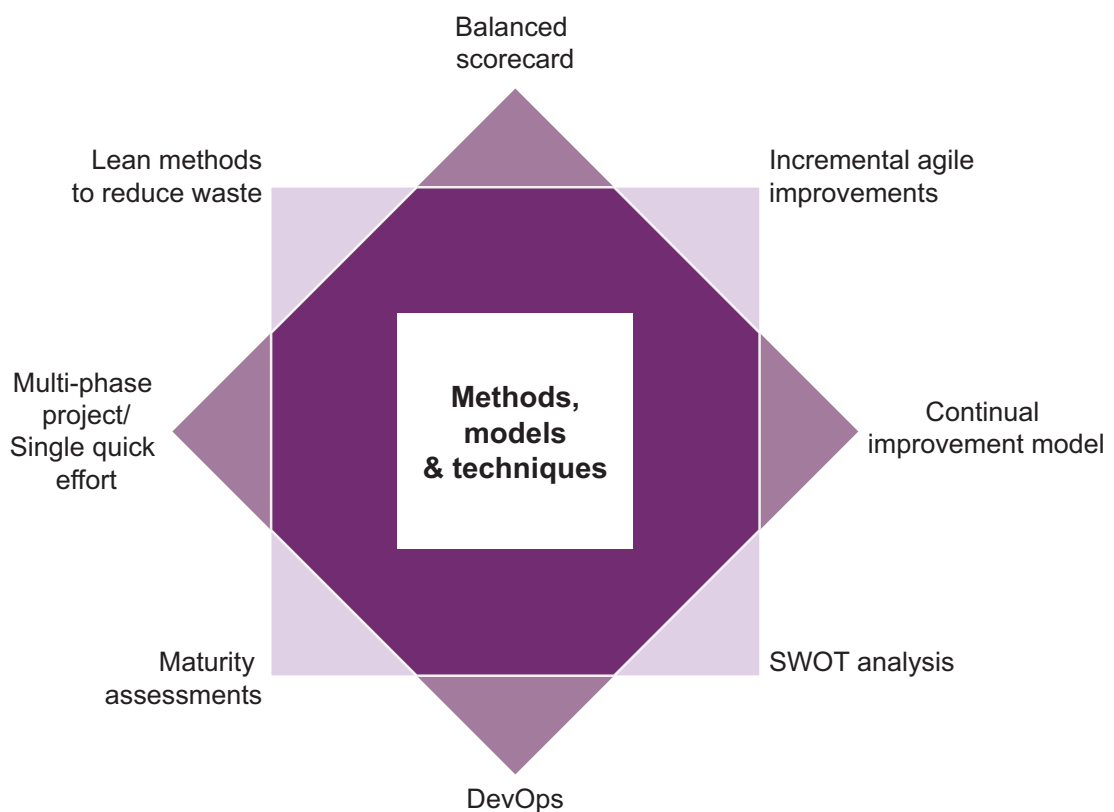 Balanced
scorecard
Lean methods
to reduce waste
Incremental agile
improvements
Multi-phase
project/
Single quick
effort
Methods,
models
& techniques
Continual
improvement model
Maturity
assessments
SWOT analysis
DevOps